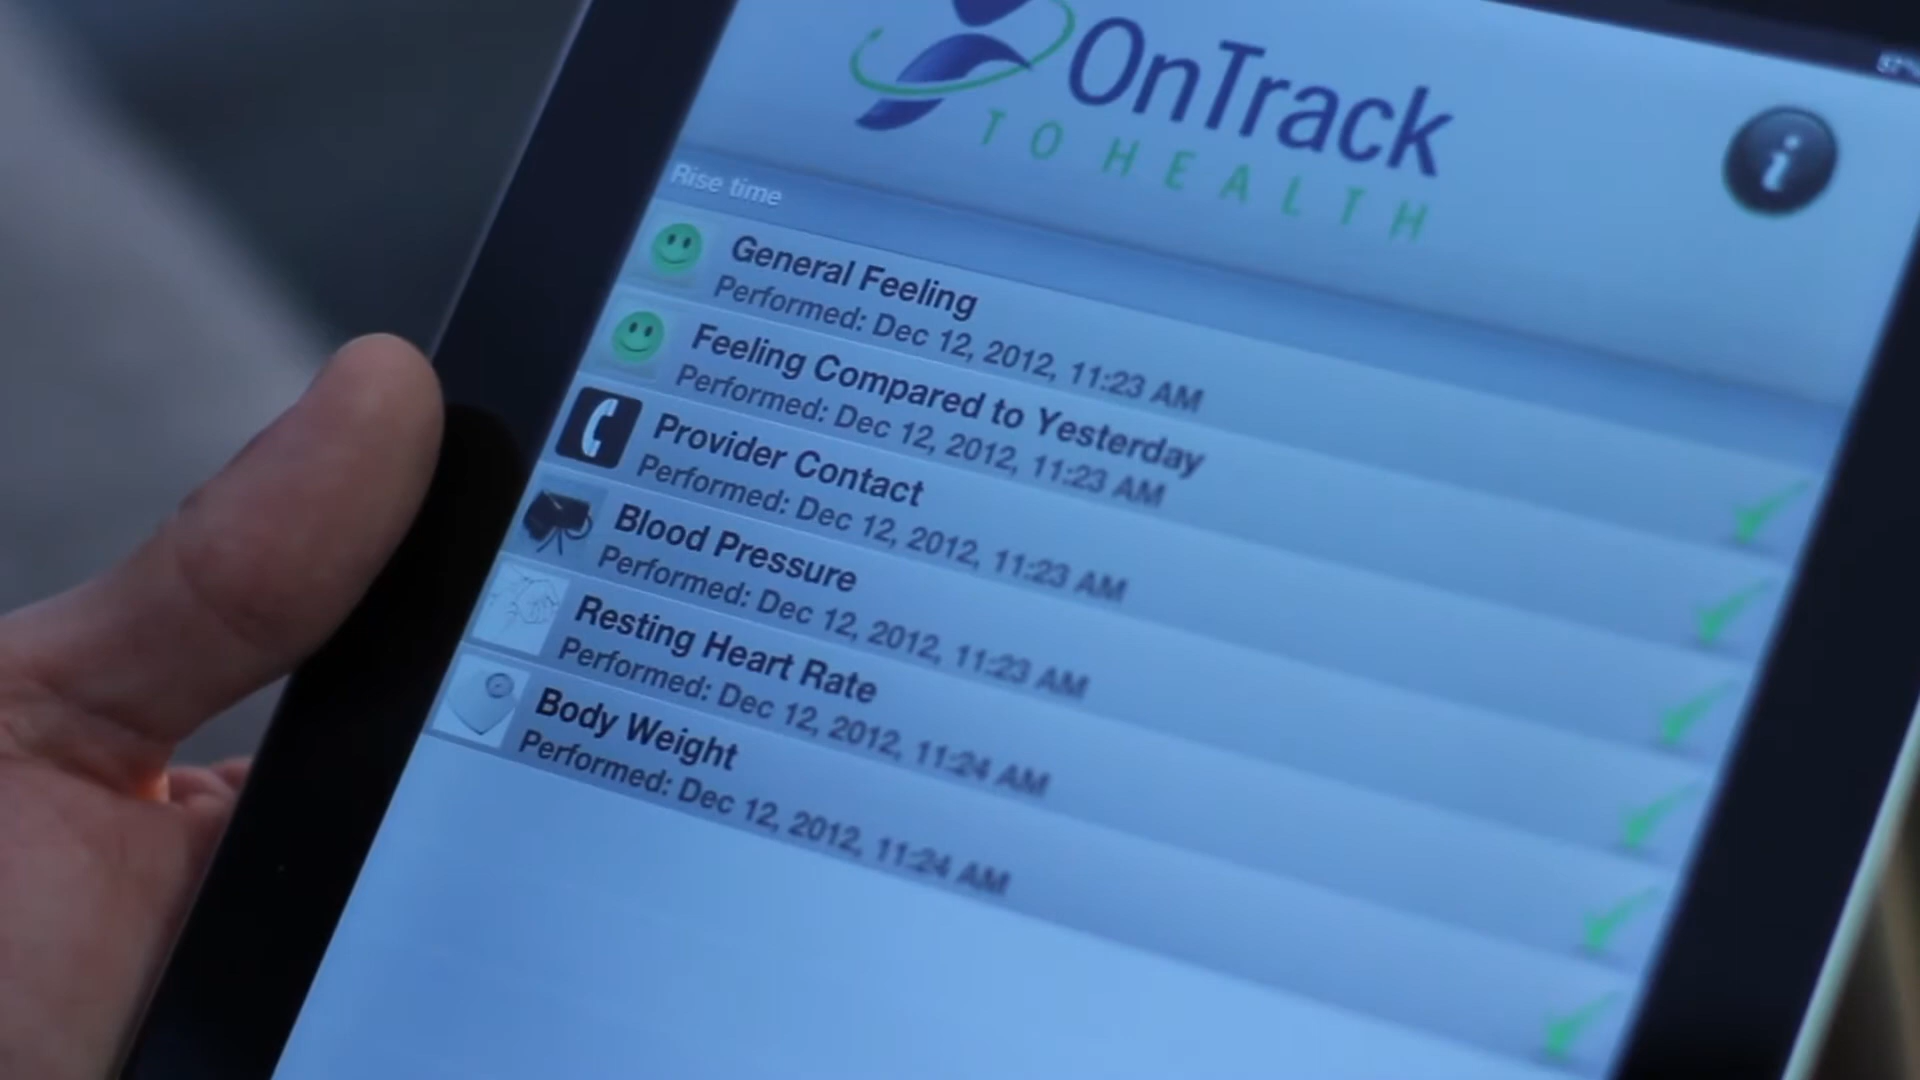 OnTrack
TO HEALTH
i
Rise time
General Feeling
Performed: Dec 12, 2012, 11:23 AM
Feeling Compared to Yesterday
Performed: Dec 12, 2012, 11:23 AM
Provider Contact
Performed: Dec 12, 2012, 11:23 AM
Blood Pressure
Performed: Dec 12, 2012, 11:23 AM
Resting Heart Rate
Performed: Dec 12, 2012, 11:24 AM
Body Weight
Performed: Dec 12, 2012, 11:24 AM